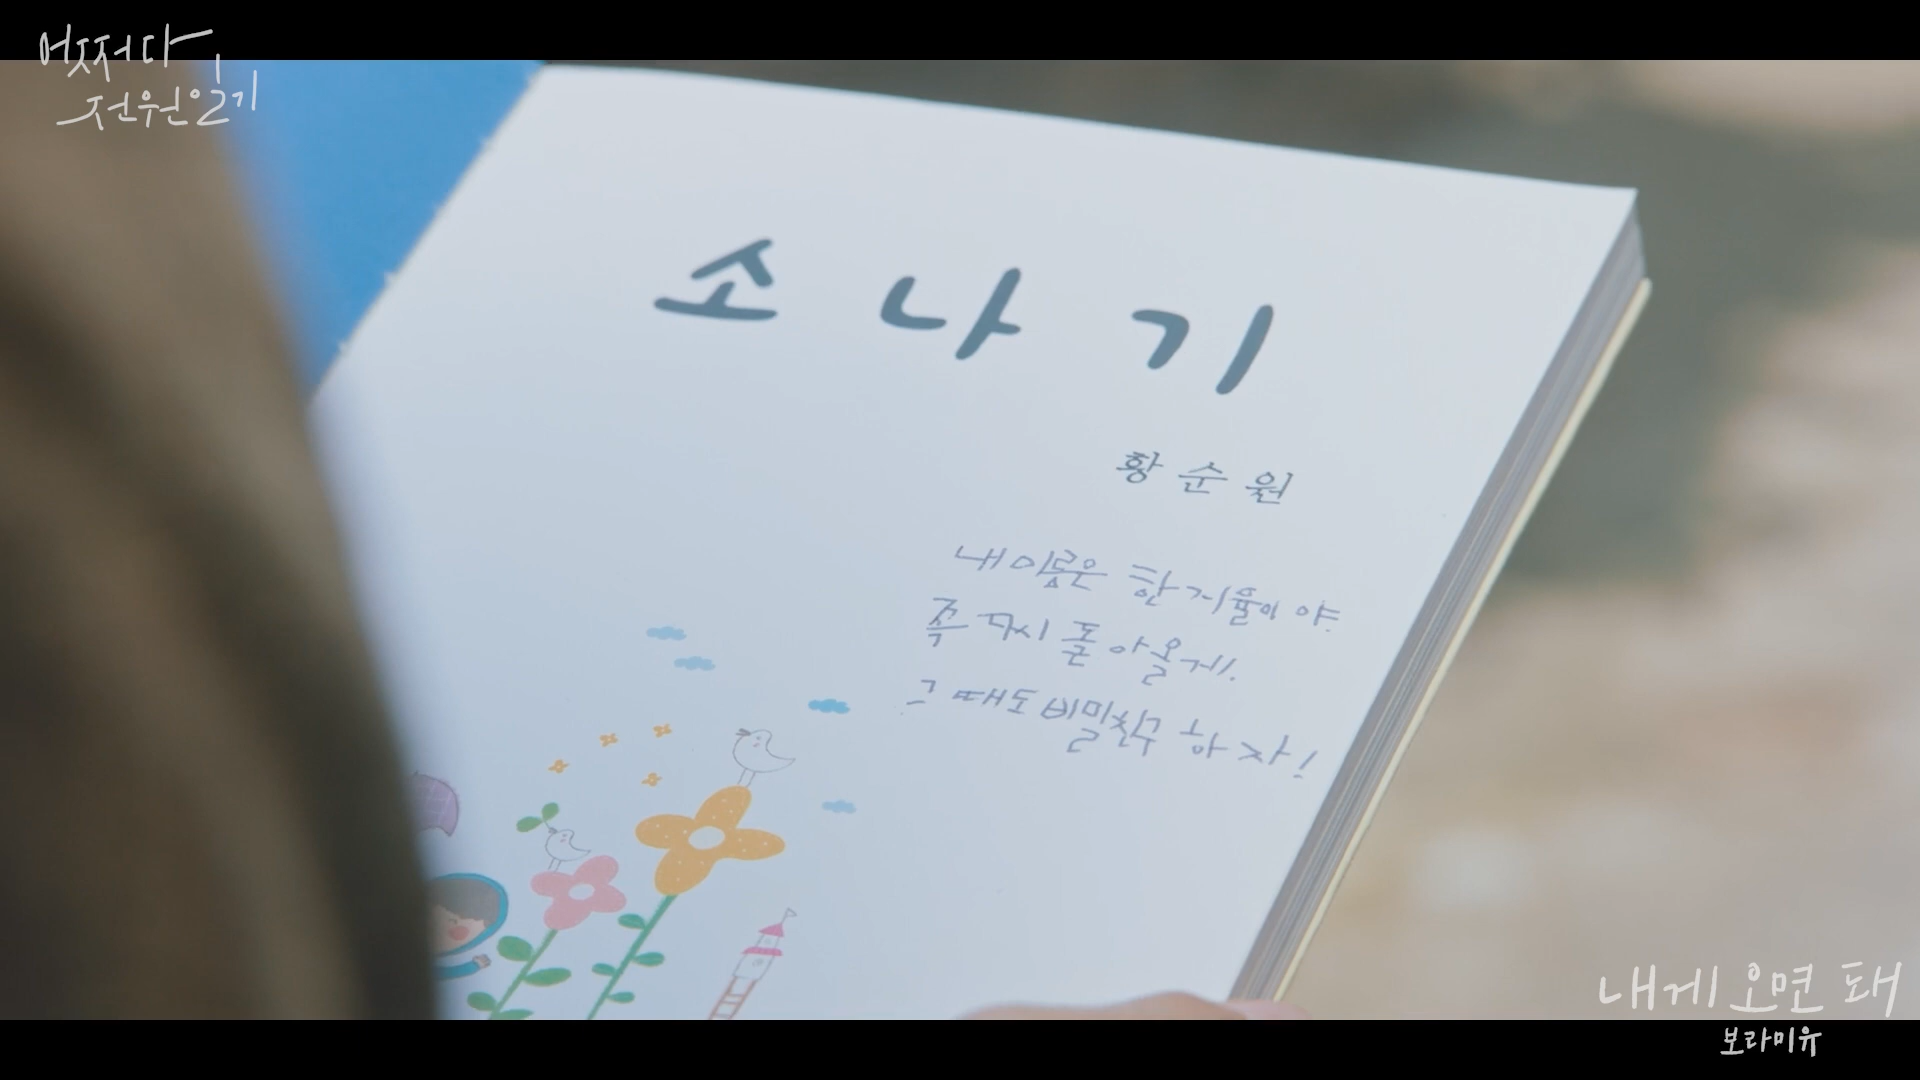 어쩌다,
전원일기
소나기
황순원
내 이름은 한지율이야.
꼭 다시 돌아올게.
그때도 비밀친구 하자!
내게 오면 돼
보라미유